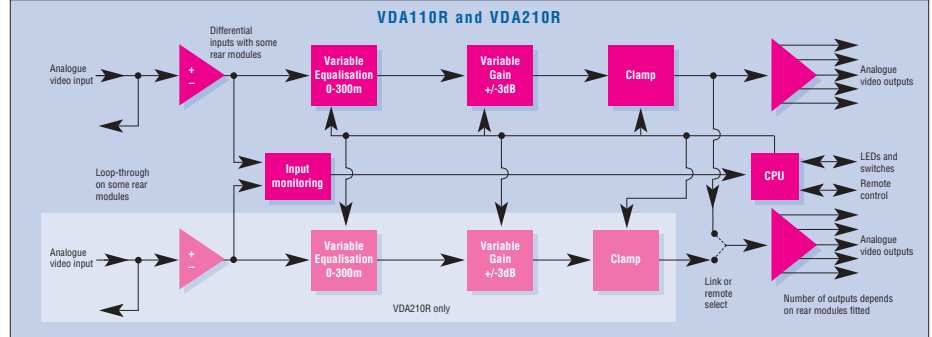 VDA110R and VDA210R
Differential
inputs with some
rear modules
Analogue
video input
+
–
Variable
Equalisation
0-300m
Variable
Gain
+/-3dB
Clamp
Analogue
video outputs
Loop-through
on some rear
modules
Input
monitoring
CPU
LEDs and
switches
Remote
control
Analogue
video input
+
–
Variable
Equalisation
0-300m
Variable
Gain
+/-3dB
Clamp
Analogue
video outputs
Link or
remote
select
Number of outputs depends
on rear modules fitted
VDA210R only